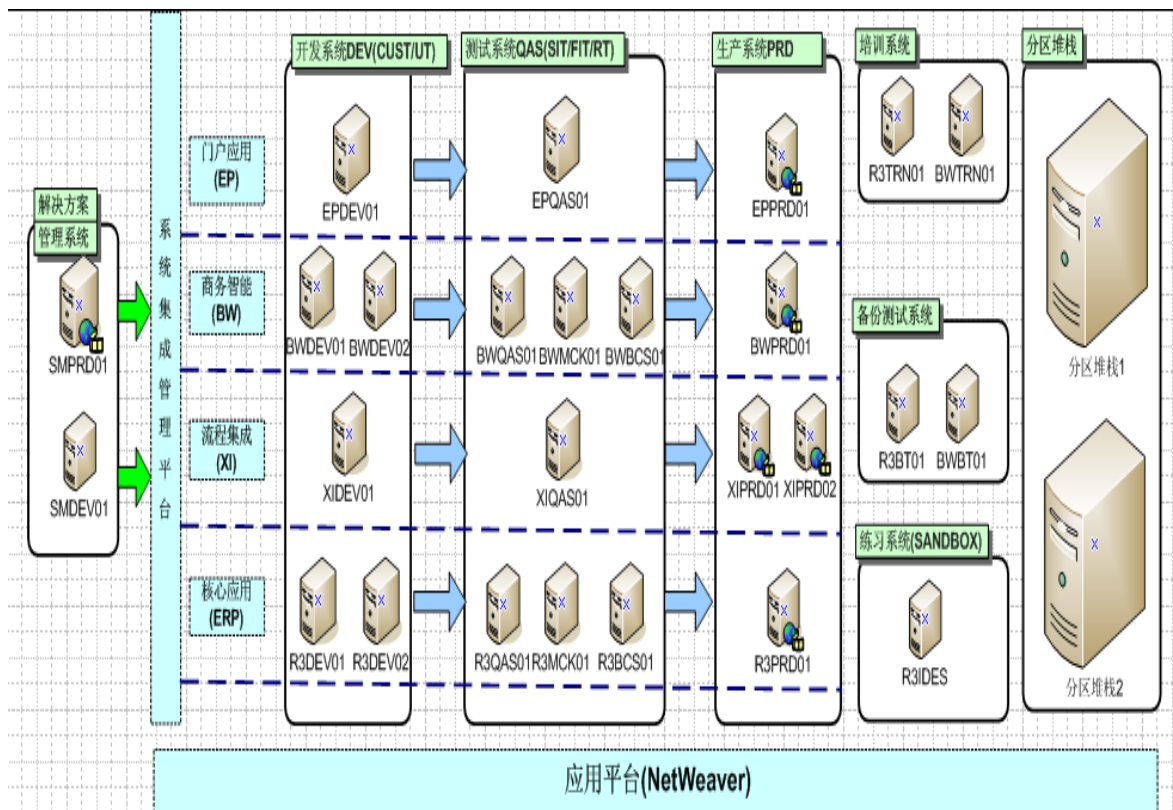 开发系统DEV(CUST/UT)
测试系统QAS(SIT/FIT/RT)
生产系统PRD
培训系统
分区堆栈
门户应用
(EP)
EPDEV01
EPQAS01
EPPRD01
R3TRN01
BWTRN01
解决方案
管理系统
SMPRD01
SMDEV01
系统集成管理平台
商务智能
(BW)
BWDEV01
BWDEV02
BWQAS01
BWMCK01
BWBCS01
BWPRD01
备份测试系统
R3BT01
BWBT01
分区堆栈1
流程集成
(XI)
XIDEV01
XIQAS01
XIPRD01
XIPRD02
练习系统(SANDBOX)
R3IDES
分区堆栈2
核心应用
(ERP)
R3DEV01
R3DEV02
R3QAS01
R3MCK01
R3BCS01
R3PRD01
应用平台(NetWeaver)